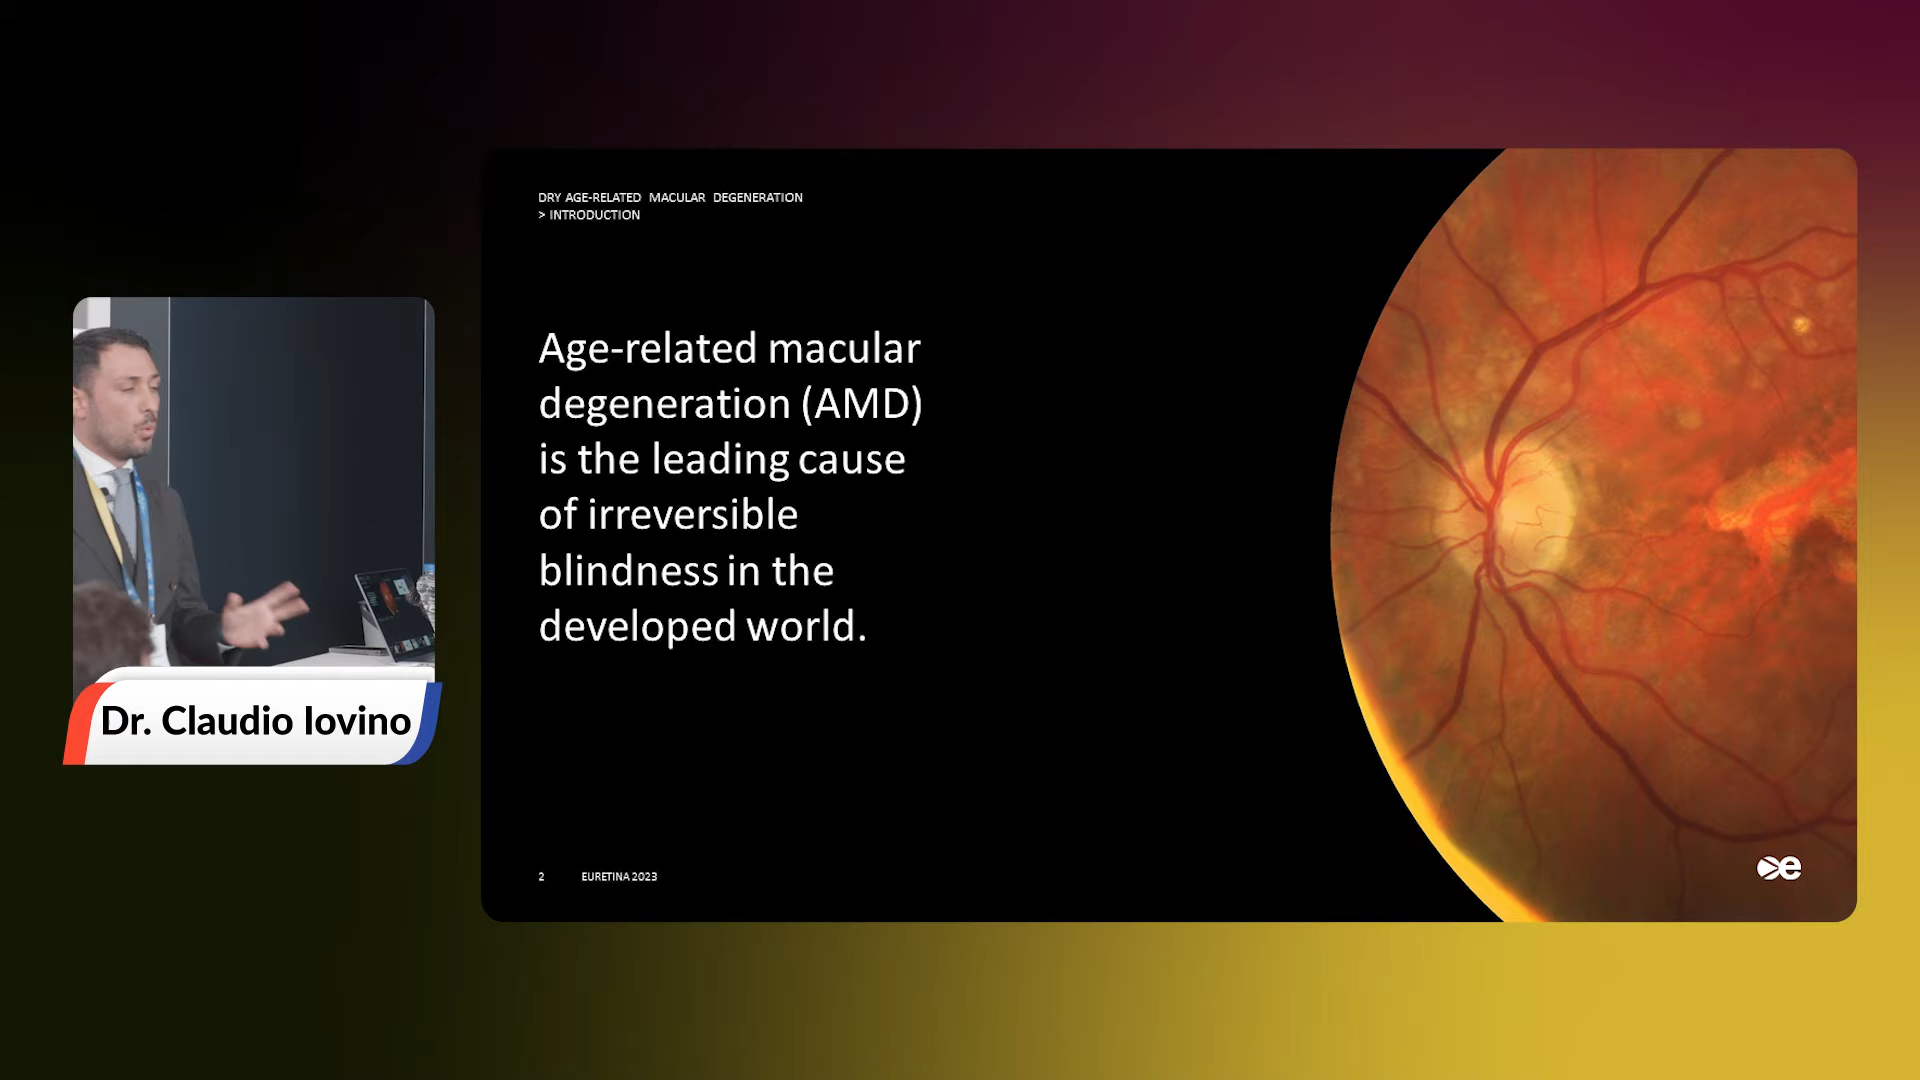 DRY AGE-RELATED MACULAR DEGENERATION
> INTRODUCTION
Age-related macular
degeneration (AMD)
is the leading cause
of irreversible
blindness in the
developed world.
Dr. Claudio Iovino
2 EURETINA 2023